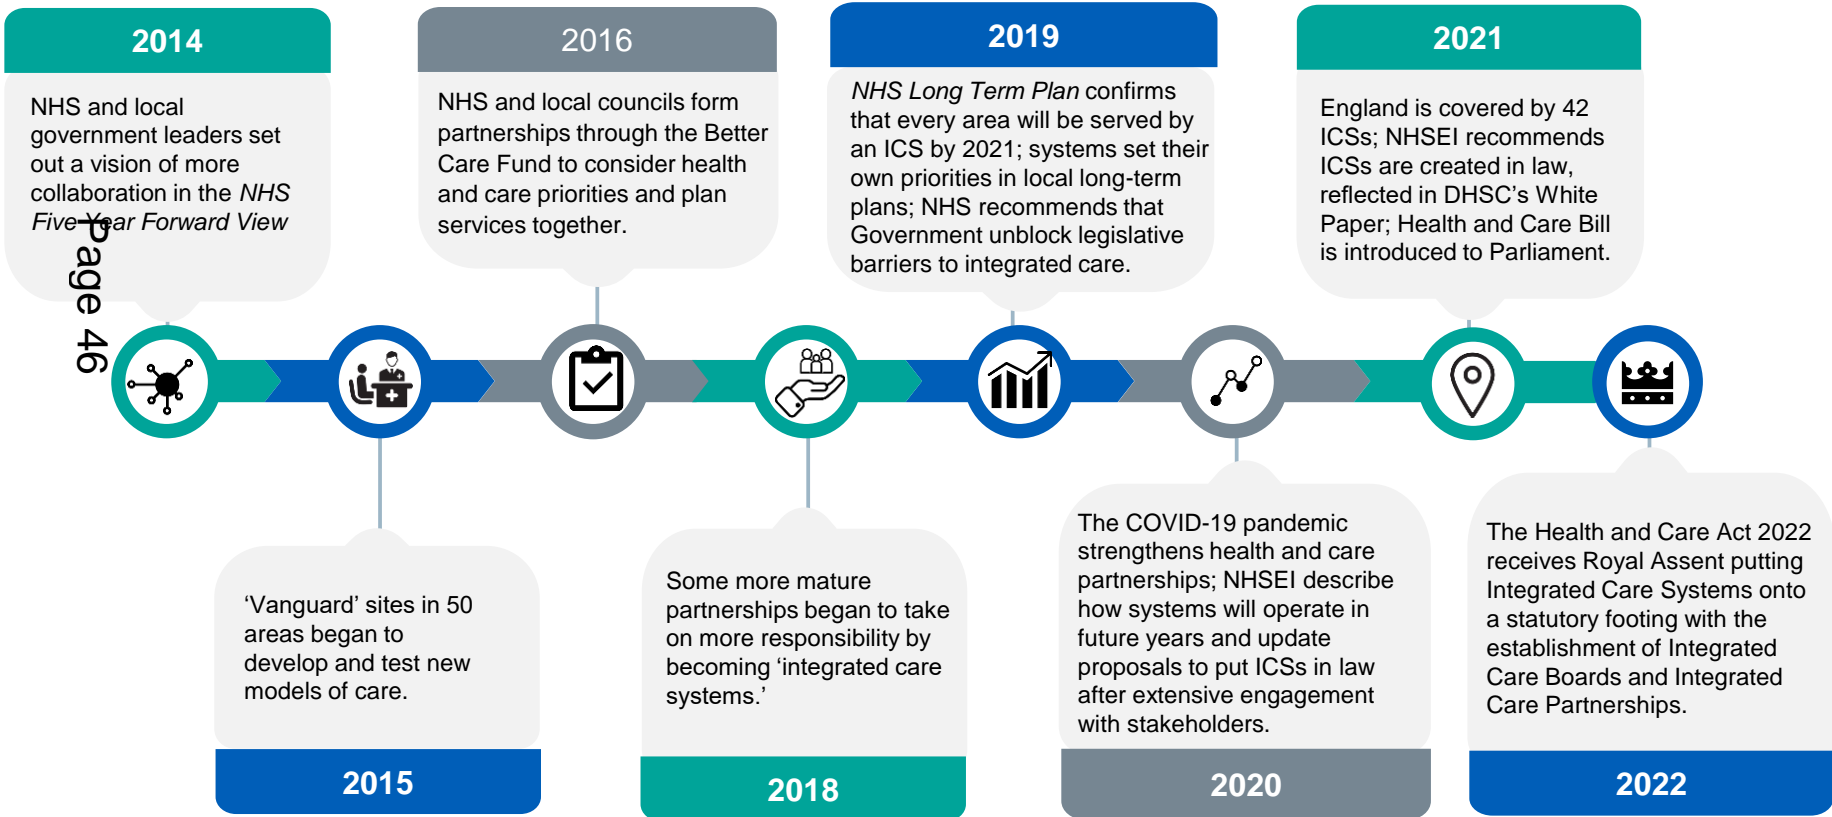 2014
NHS and local
government leaders set
out a vision of more
collaboration in the NHS
Five Year Forward View
Page 46
2015
‘Vanguard’ sites in 50
areas began to
develop and test new
models of care.
2016
NHS and local councils form
partnerships through the Better
Care Fund to consider health
and care priorities and plan
services together.
2018
Some more mature
partnerships began to take
on more responsibility by
becoming ‘integrated care
systems.’
2019
NHS Long Term Plan confirms
that every area will be served by
an ICS by 2021; systems set their
own priorities in local long-term
plans; NHS recommends that
Government unblock legislative
barriers to integrated care.
2020
The COVID-19 pandemic
strengthens health and care
partnerships; NHSEI describe
how systems will operate in
future years and update
proposals to put ICSs in law
after extensive engagement
with stakeholders.
2021
England is covered by 42
ICSs; NHSEI recommends
ICSs are created in law,
reflected in DHSC’s White
Paper; Health and Care Bill
is introduced to Parliament.
2022
The Health and Care Act 2022
receives Royal Assent putting
Integrated Care Systems onto
a statutory footing with the
establishment of Integrated
Care Boards and Integrated
Care Partnerships.